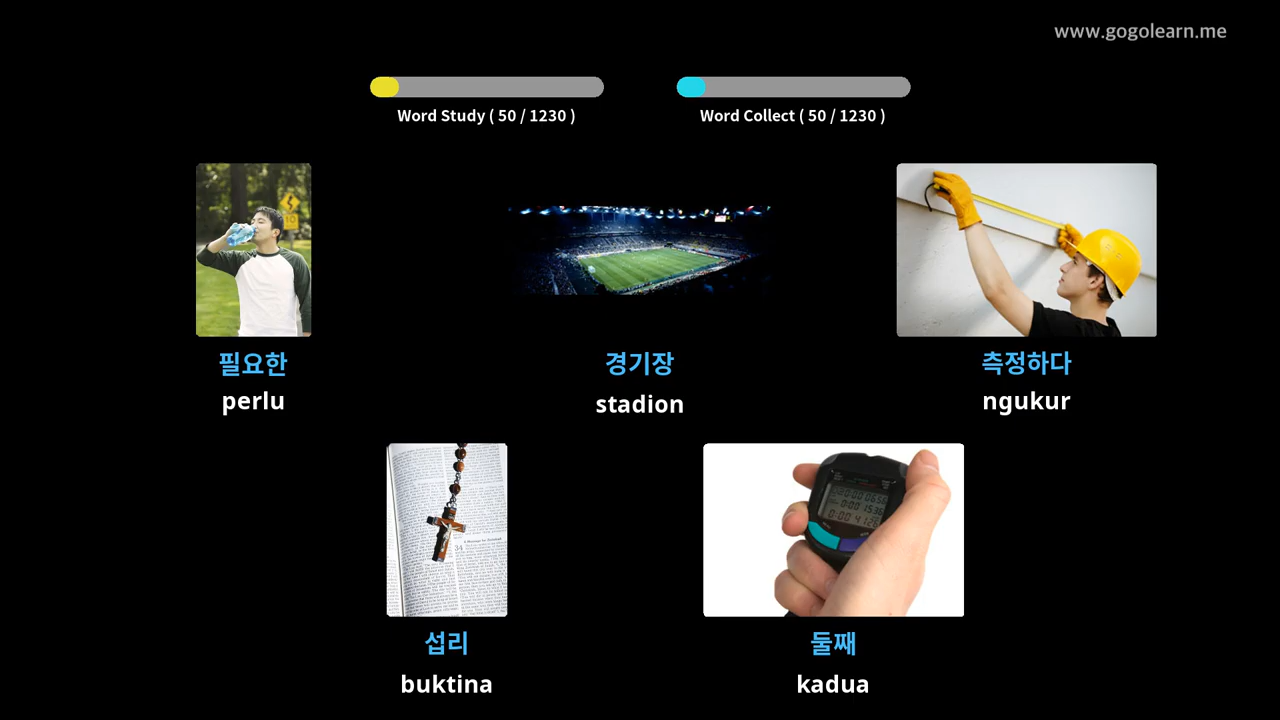 www.gogolearn.me
Word Study ( 50 / 1230 )
Word Collect ( 50 / 1230 )
필요한
perlu
경기장
stadion
측정하다
ngukur
섭리
buktina
둘째
kadua